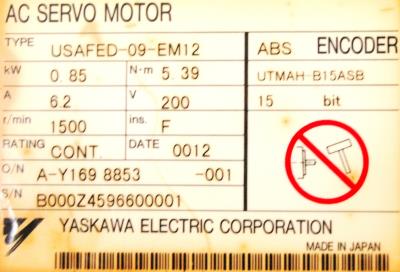 AC SERVO MOTOR
TYPE USAFED-09-EM12 ABS ENCODER
kW 0.85 N·m 5.39 UTMAH-B15ASB
A 6.2 V 200 15 bit
r/min 1500 ins. F
RATING CONT. DATE 0012
O/N A-Y169 8853 -001
S/N B000Z4596600001
YASKAWA ELECTRIC CORPORATION
MADE IN JAPAN